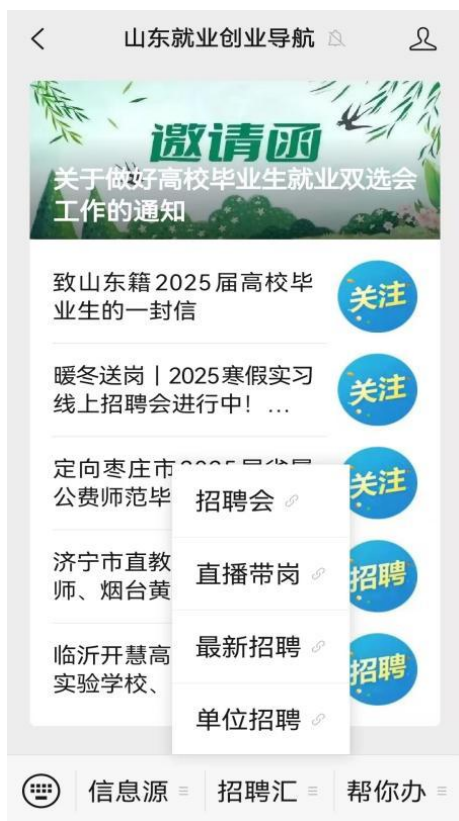 山东就业创业导航
邀请函
关于做好高校毕业生就业双选会
工作的通知
致山东籍2025届高校毕
业生的一封信
关注
暖冬送岗丨2025寒假实习
线上招聘会进行中！...
关注
定向枣庄市
公费师范毕
关注
济宁市直教
师、烟台黄
招聘
临沂开慧高
实验学校、
招聘
招聘会
直播带岗
最新招聘
单位招聘
信息源
招聘汇
帮你办